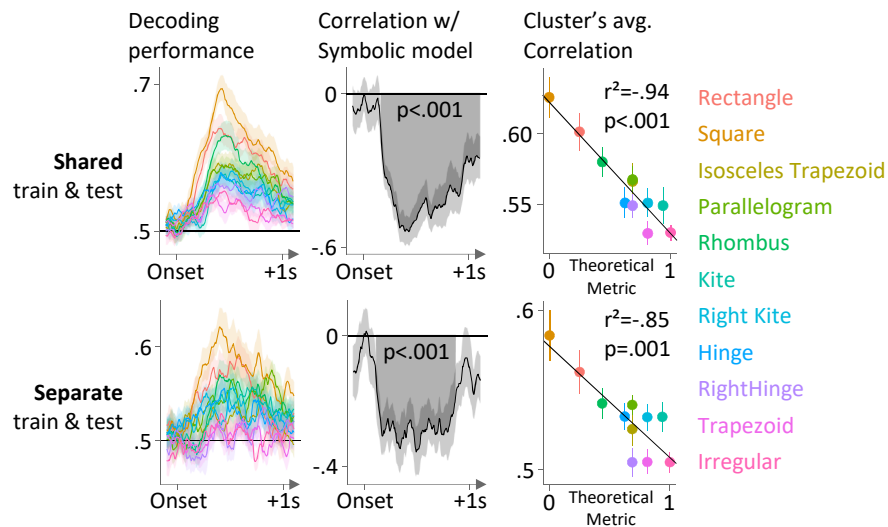 Decoding
performance
Correlation w/
Symbolic model
Cluster's avg.
Correlation
Shared
train & test
.7
.5
Onset
+1s
0
-.6
p<.001
Onset
+1s
.60
.55
r²=-.94
p<.001
0
Theoretical
Metric
1
Separate
train & test
.6
.5
Onset
+1s
0
-.4
p<.001
Onset
+1s
.6
.5
r²=-.85
p=.001
0
Theoretical
Metric
1
Rectangle
Square
Isosceles Trapezoid
Parallelogram
Rhombus
Kite
Right Kite
Hinge
RightHinge
Trapezoid
Irregular